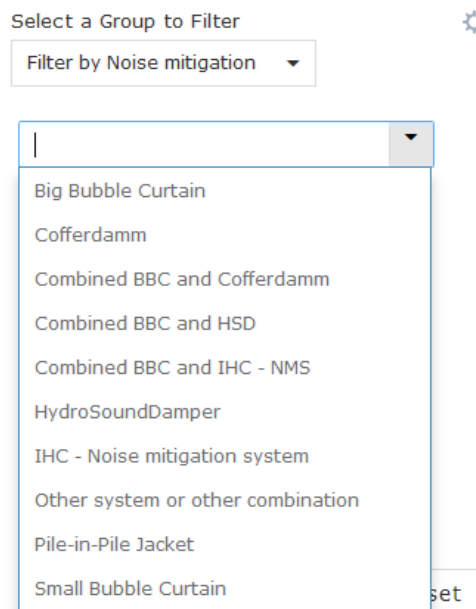 Select a Group to Filter
Filter by Noise mitigation
Big Bubble Curtain
Cofferdamm
Combined BBC and Cofferdamm
Combined BBC and HSD
Combined BBC and IHC - NMS
HydroSoundDamper
IHC - Noise mitigation system
Other system or other combination
Pile-in-Pile Jacket
Small Bubble Curtain
set